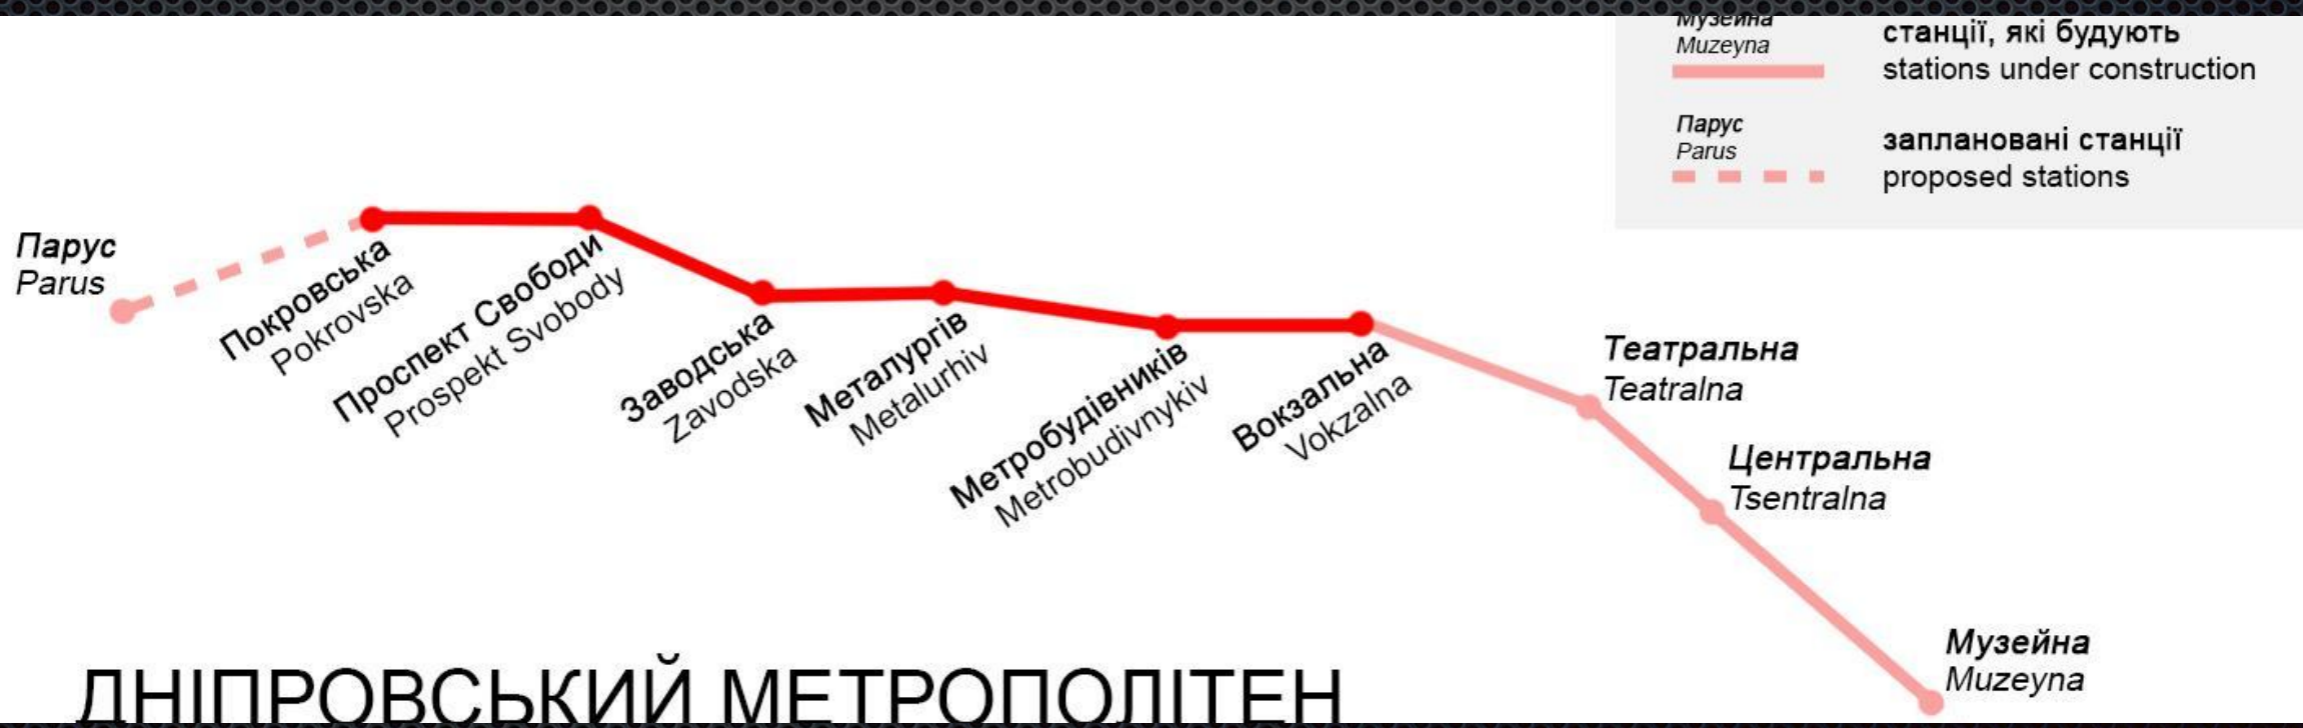 Музейна
Muzeyna
станції, які будують
stations under construction
Парус
Parus
заплановані станції
proposed stations
Парус
Parus
Покровська
Pokrovska
Проспект Свободи
Prospekt Svobody
Заводська
Zavodska
Металургів
Metalurhiv
Метробудівників
Metrobudivnykiv
Вокзальна
Vokzalna
Театральна
Teatralna
Центральна
Tsentralna
Музейна
Muzeyna
ДНІПРОВСЬКИЙ МЕТРОПОЛІТЕН